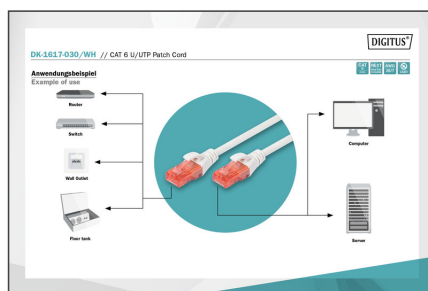 DIGITUS®
DK-1617-030/WH // CAT 6 U/UTP Patch Cord
Anwendungsbeispiel
Example of use
Router
Switch
Wall Outlet
Floor tank
Computer
Server